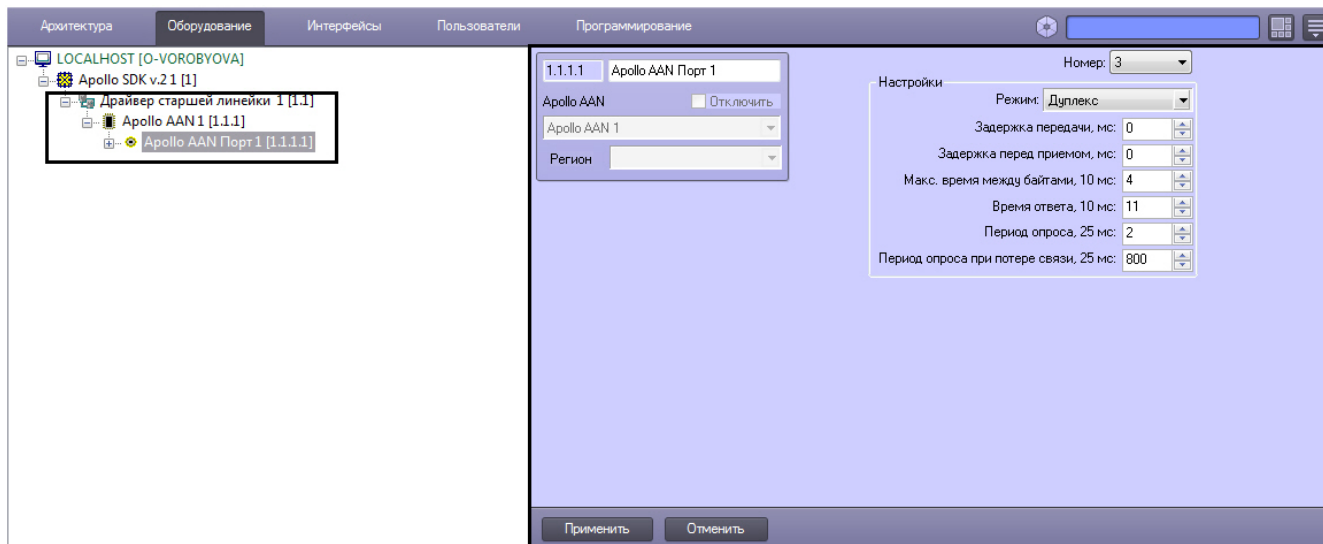 Архитектура Оборудование Интерфейсы Пользователи Программирование
LOCALHOST [O-VOROBYOVA]
Apollo SDK v.2 1 [1]
Драйвер старшей линейки 1 [1.1]
Apollo AAN 1 [1.1.1]
Apollo AAN Порт 1 [1.1.1.1]
1.1.1.1 Apollo AAN Порт 1
Apollo AAN Отключить
Apollo AAN 1
Регион
Номер: 3
Настройки
Режим: Дуплекс
Задержка передачи, мс: 0
Задержка перед приемом, мс: 0
Макс. время между байтами, 10 мс: 4
Время ответа, 10 мс: 11
Период опроса, 25 мс: 2
Период опроса при потере связи, 25 мс: 800
Применить Отменить